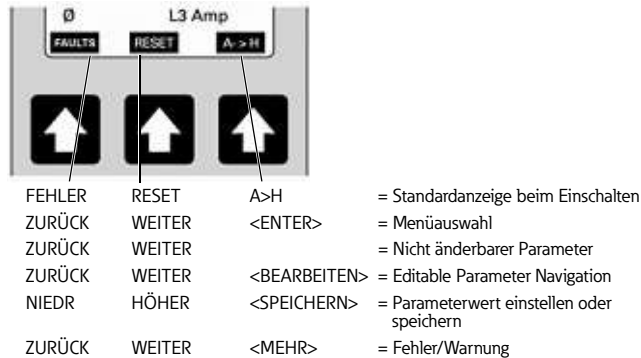 Ø L3 Amp
FAULTS RESET A->H
FEHLER RESET A>H = Standardanzeige beim Einschalten
ZURÜCK WEITER <ENTER> = Menüauswahl
ZURÜCK WEITER = Nicht änderbarer Parameter
ZURÜCK WEITER <BEARBEITEN> = Editable Parameter Navigation
NIEDR HÖHER <SPEICHERN> = Parameterwert einstellen oder
speichern
ZURÜCK WEITER <MEHR> = Fehler/Warnung